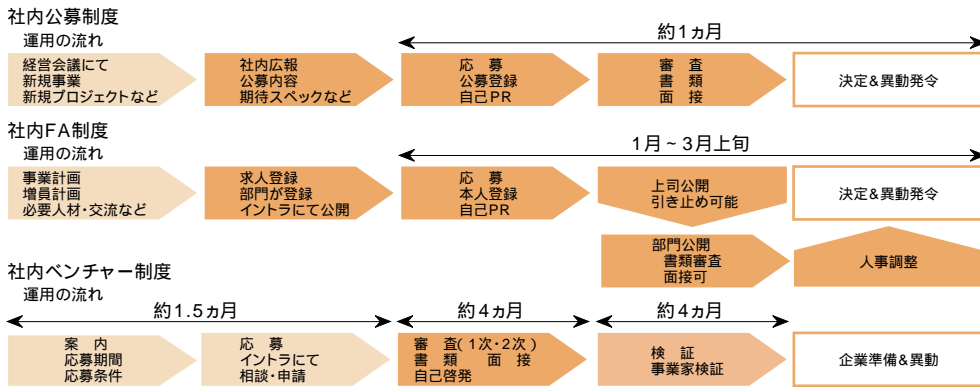 社内公募制度
運用の流れ
約1ヵ月
経営会議にて
新規事業
新規プロジェクトなど
社内広報
公募内容
期待スペックなど
応　募
公募登録
自己PR
審　査
書　類
面　接
決定&異動発令
社内FA制度
運用の流れ
1月～3月上旬
事業計画
増員計画
必要人材・交流など
求人登録
部門が登録
イントラにて公開
応　募
本人登録
自己PR
上司公開
引き止め可能
決定&異動発令
部門公開
書類審査
面接可
人事調整
社内ベンチャー制度
運用の流れ
約1.5ヵ月
約4ヵ月
約4ヵ月
案　内
応募期間
応募条件
応　募
イントラにて
相談・申請
審　査(1次・2次)
書　類　面　接
自己啓発
検　証
事業家検証
企業準備&異動